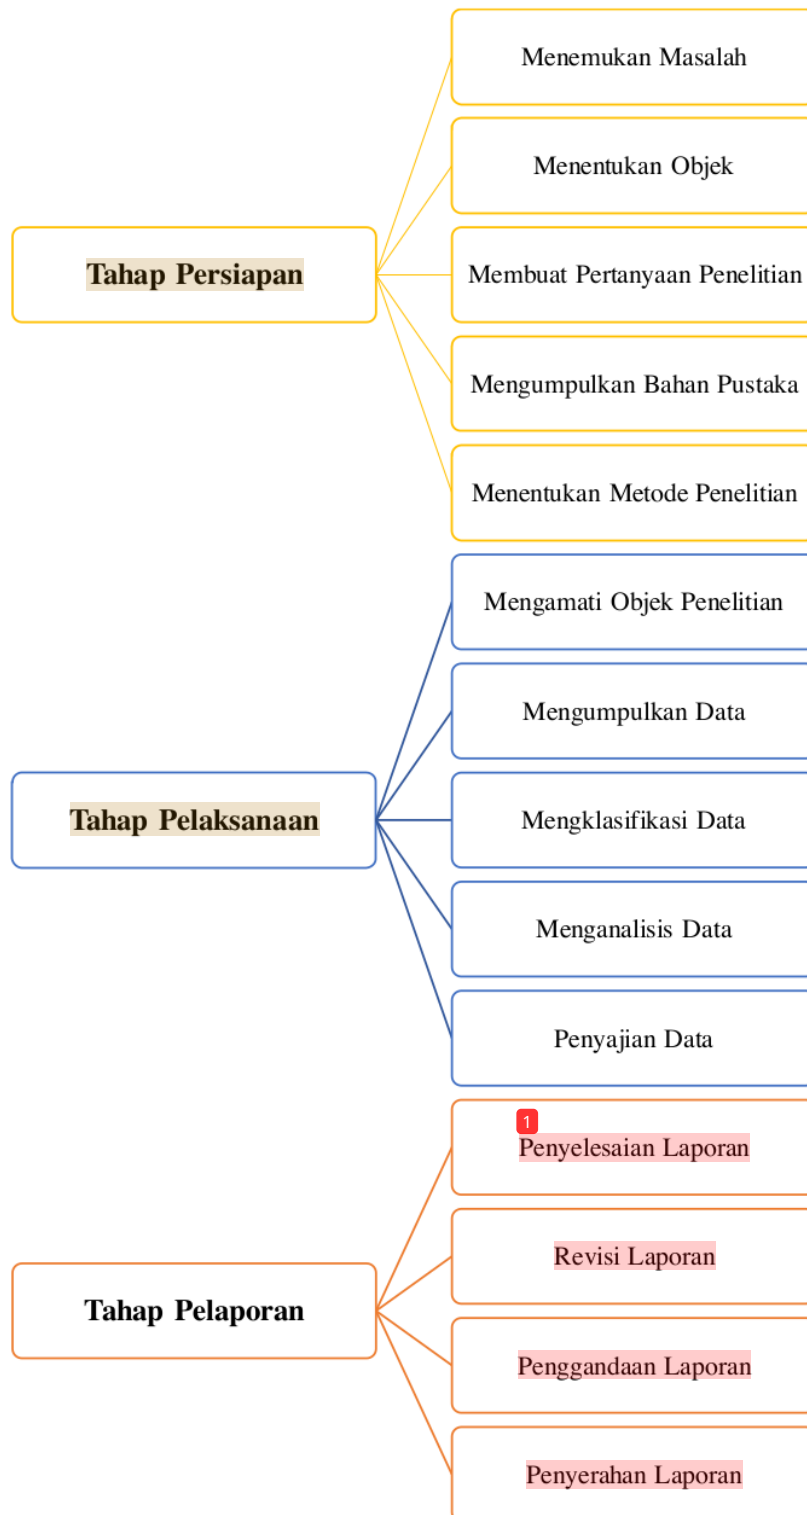 Menemukan Masalah
Menentukan Objek
Tahap Persiapan
Membuat Pertanyaan Penelitian
Mengumpulkan Bahan Pustaka
Menentukan Metode Penelitian
Mengamati Objek Penelitian
Mengumpulkan Data
Tahap Pelaksanaan
Mengklasifikasi Data
Menganalisis Data
Penyajian Data
1
Penyelesaian Laporan
Revisi Laporan
Tahap Pelaporan
Penggandaan Laporan
Penyerahan Laporan